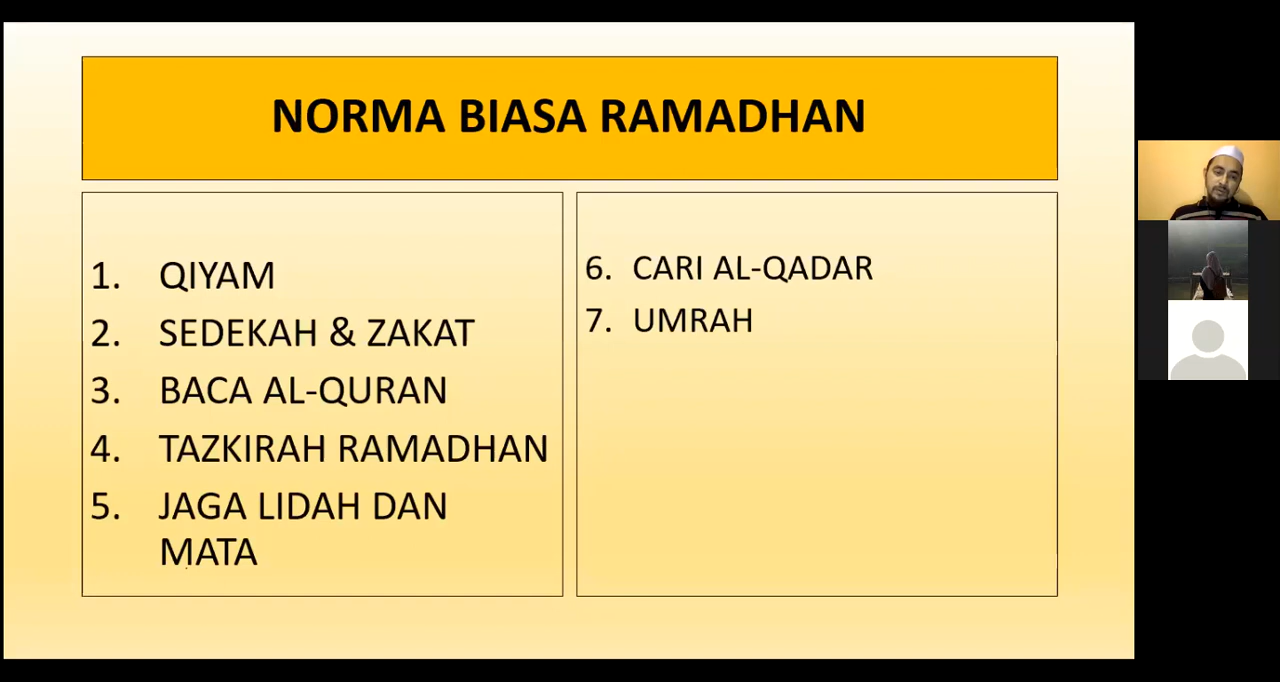 NORMA BIASA RAMADHAN
1. QIYAM
2. SEDEKAH & ZAKAT
3. BACA AL-QURAN
4. TAZKIRAH RAMADHAN
5. JAGA LIDAH DAN
MATA
6. CARI AL-QADAR
7. UMRAH